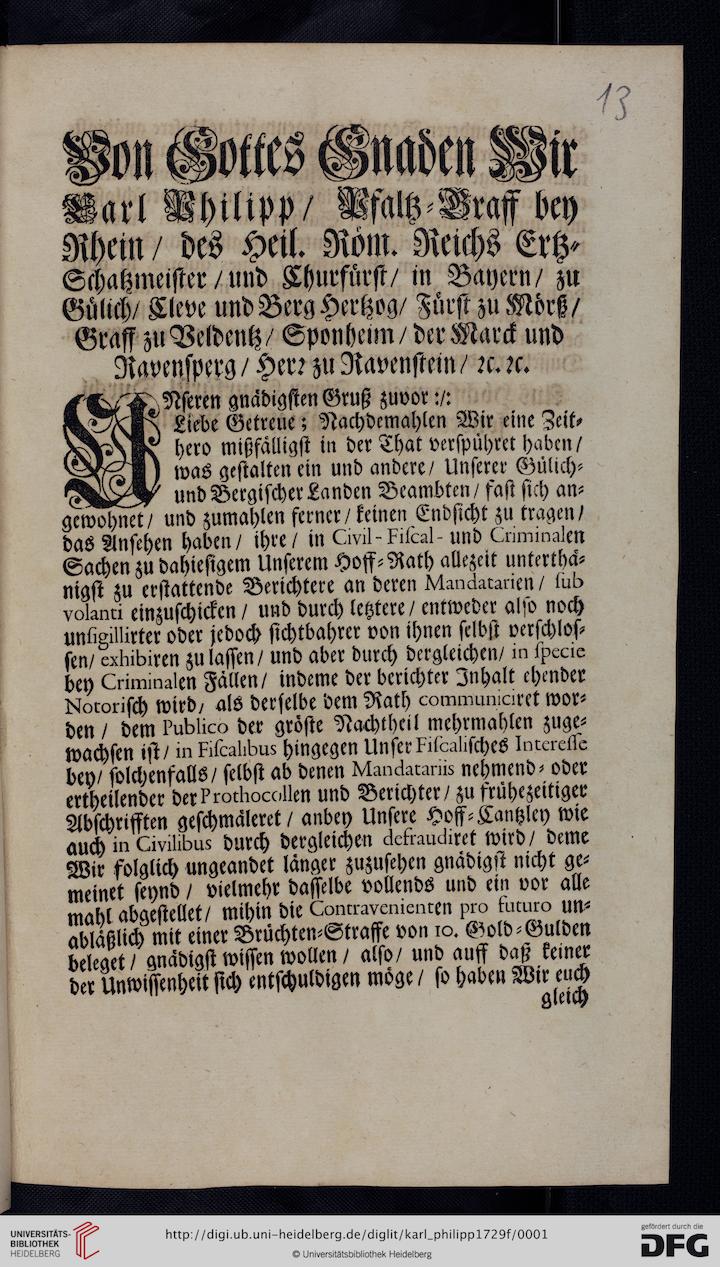 13
Von Gottes Gnaden Wir
Carl Philipp / Pfaltz-Graff bey
Rhein / des Heil. Röm. Reichs Ertz-
Schatzmeister / und Churfürst / in Bayern / zu
Gülich / Cleve und Berg Hertzog / Fürst zu Mörß /
Graff zu Veldentz / Sponheim / der Marck und
Ravensperg / Herr zu Ravenstein / ꝛc. ꝛc.
UNseren gnädigsten Gruß zuvor :/:
Liebe Getreue ; Nachdemahlen Wir eine Zeit-
hero mißfälligst in der That verspühret haben /
was gestalten ein und andere / Unserer Gülich-
und Bergischer Landen Beambten / fast sich an-
gewohnet / und zumahlen ferner / keinen Endsicht zu tragen /
das Ansehen haben / ihre / in Civil- Fiscal- und Criminalen
Sachen zu dahiesigem Unserem Hoff-Rath allezeit unterthä-
nigst zu erstattende Berichtere an deren Mandatarien / sub
volanti einzuschicken / und durch letztere / entweder also noch
unsigillirter oder jedoch sichtbahrer von ihnen selbst verschlos-
sen / exhibiren zu lassen / und aber durch dergleichen / in specie
bey Criminalen Fällen / indeme der berichter Inhalt ehender
Notorisch wird / als derselbe dem Rath communiciret wor-
den / dem Publico der gröste Nachtheil mehrmahlen zuge-
wachsen ist / in Fiscalibus hingegen Unser Fiscalisches Interesse
bey / solchenfalls / selbst ab denen Mandatariis nehmend- oder
ertheilender der Prothocollen und Berichter / zu frühezeitiger
Abschrifften geschmäleret / anbey Unsere Hoff-Cantzley wie
auch in Civilibus durch dergleichen defraudiret wird / deme
Wir folglich ungeandet länger zuzusehen gnädigst nicht ge-
meinet seynd / vielmehr dasselbe vollends und ein vor alle
mahl abgestellet / mihin die Contravenienten pro futuro un-
abläßlich mit einer Brüchten-Straffe von 10. Gold-Gulden
beleget / gnädigst wissen wollen / also / und auff daß keiner
der Unwissenheit sich entschuldigen möge / so haben Wir euch
gleich
UNIVERSITÄTS-
BIBLIOTHEK
HEIDELBERG
http://digi.ub.uni-heidelberg.de/diglit/karl_philipp1729f/0001
© Universitätsbibliothek Heidelberg
gefördert durch die
DFG